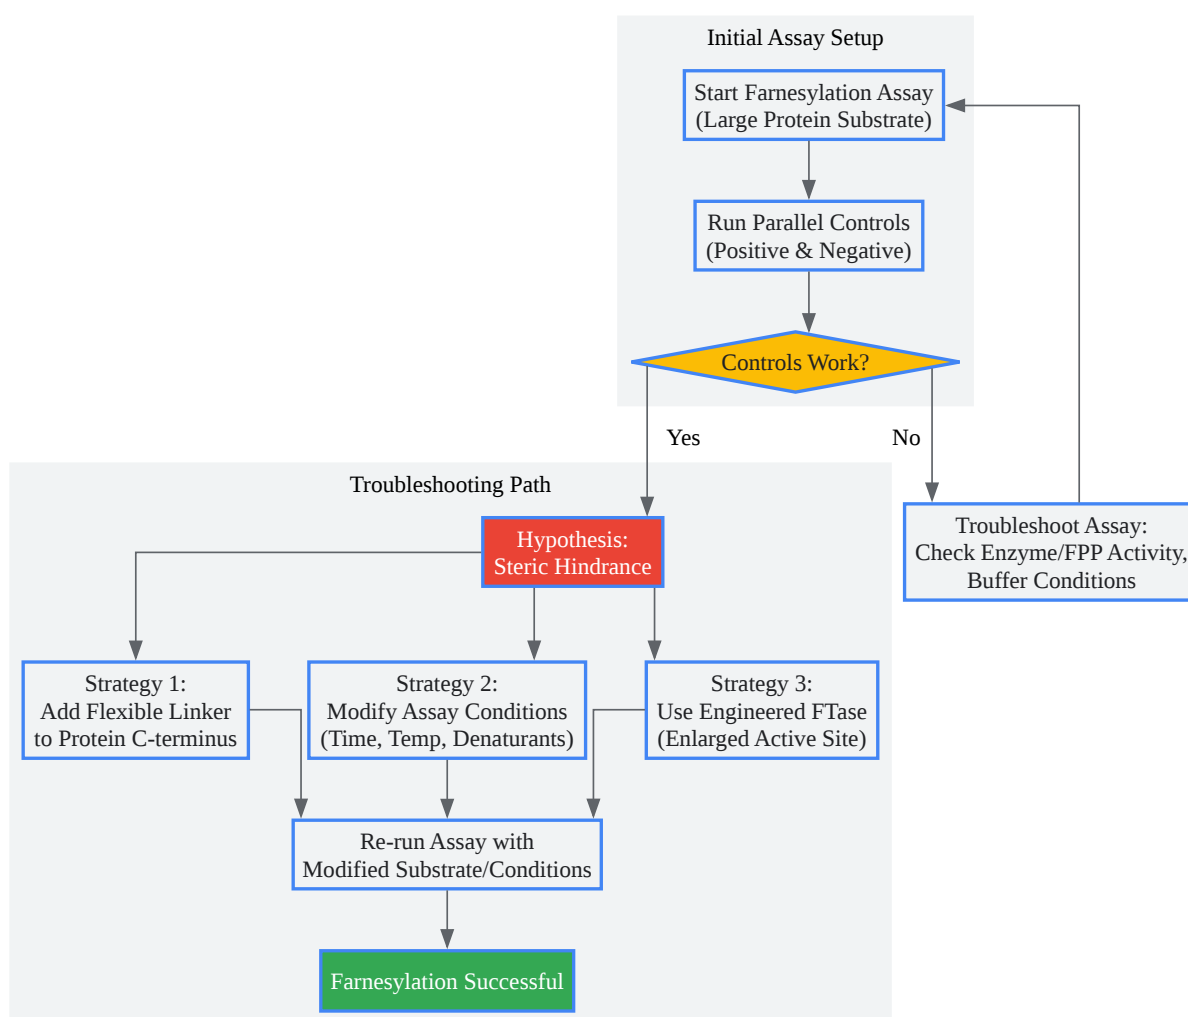 Initial Assay Setup
Start Farnesylation Assay
(Large Protein Substrate)
Run Parallel Controls
(Positive & Negative)
Controls Work?
Yes
No
Troubleshooting Path
Hypothesis:
Steric Hindrance
Troubleshoot Assay:
Check Enzyme/FPP Activity,
Buffer Conditions
Strategy 1:
Add Flexible Linker
to Protein C-terminus
Strategy 2:
Modify Assay Conditions
(Time, Temp, Denaturants)
Strategy 3:
Use Engineered FTase
(Enlarged Active Site)
Re-run Assay with
Modified Substrate/Conditions
Farnesylation Successful